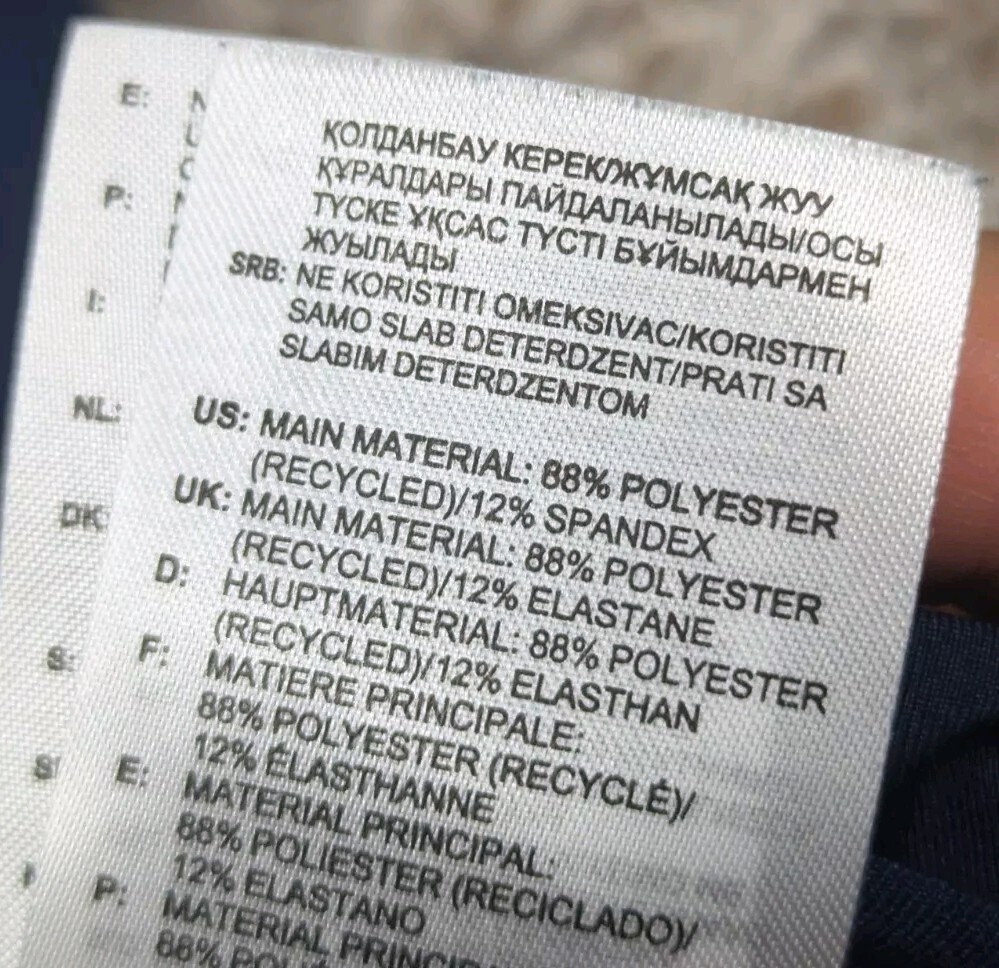 ҚОЛДАНБАУ КЕРЕК/ЖҰМСАҚ ЖУУ
ҚҰРАЛДАРЫ ПАЙДАЛАНЫЛАДЫ/ОСЫ
ТҮСКЕ ҰҚСАС ТҮСТІ БҰЙЫМДАРМЕН
ЖУЫЛАДЫ
SRB: NE KORISTITI OMEKSIVAC/KORISTITI
SAMO SLAB DETERDZENT/PRATI SA
SLABIM DETERDZENTOM
US: MAIN MATERIAL: 88% POLYESTER
(RECYCLED)/12% SPANDEX
UK: MAIN MATERIAL: 88% POLYESTER
(RECYCLED)/12% ELASTANE
D: HAUPTMATERIAL: 88% POLYESTER
(RECYCLED)/12% ELASTHAN
F: MATIERE PRINCIPALE:
88% POLYESTER (RECYCLÉ)/
12% ÉLASTHANNE
E: MATERIAL PRINCIPAL:
88% POLIESTER (RECICLADO)/
12% ELASTANO
P: MATERIAL
88%
E:
P:
I:
NL:
DK
S: